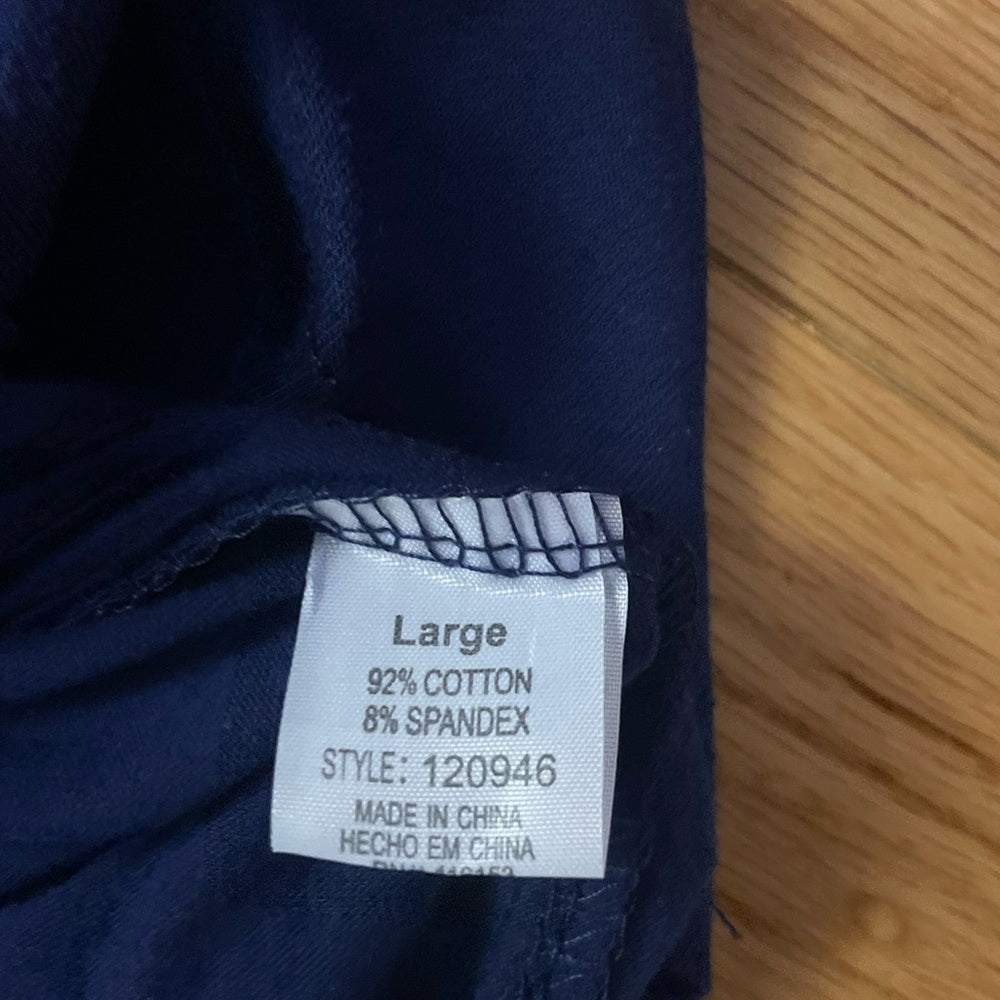 Large
92% COTTON
8% SPANDEX
STYLE: 120946
MADE IN CHINA
HECHO EM CHINA